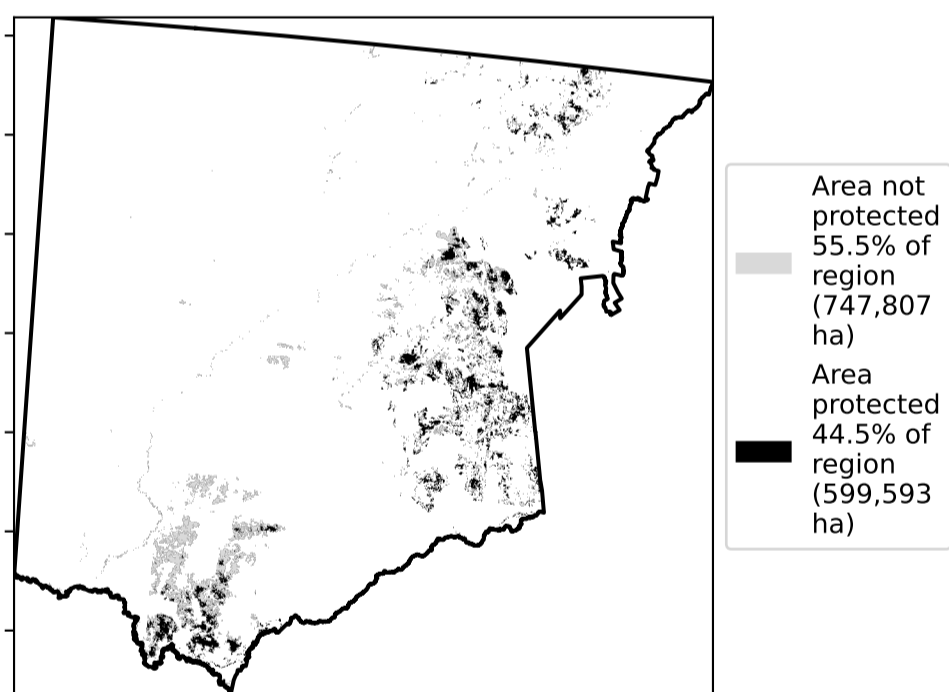 Area not
protected
55.5% of
region
(747,807
ha)
Area
protected
44.5% of
region
(599,593
ha)